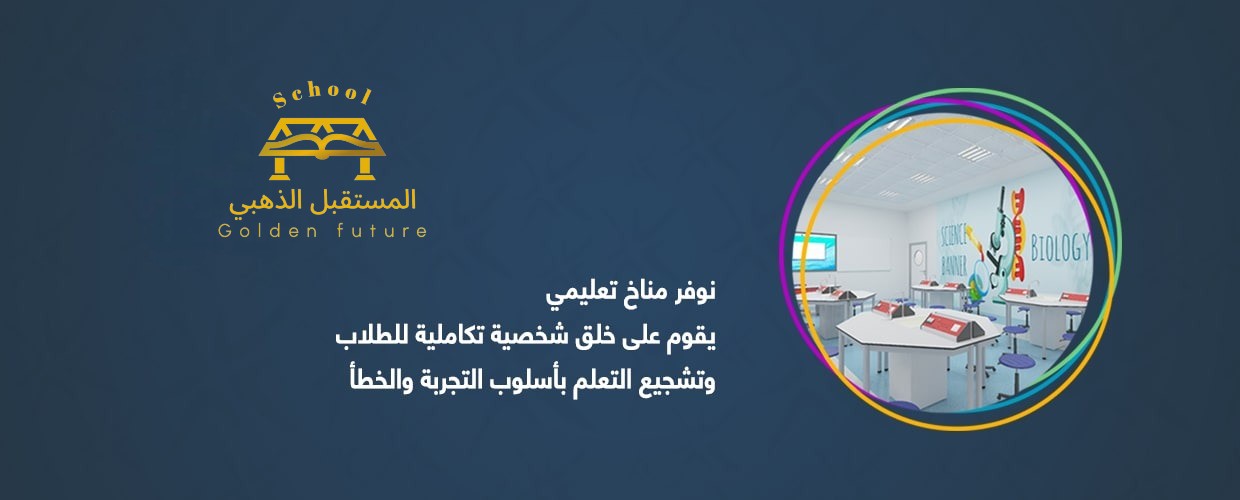 School
المستقبل الذهبي
Golden future
نوفر مناخ تعليمي
يقوم على خلق شخصية تكاملية للطلاب
وتشجيع التعلم بأسلوب التجربة والخطأ
SCIENCE
BANNER
BIOLOGY